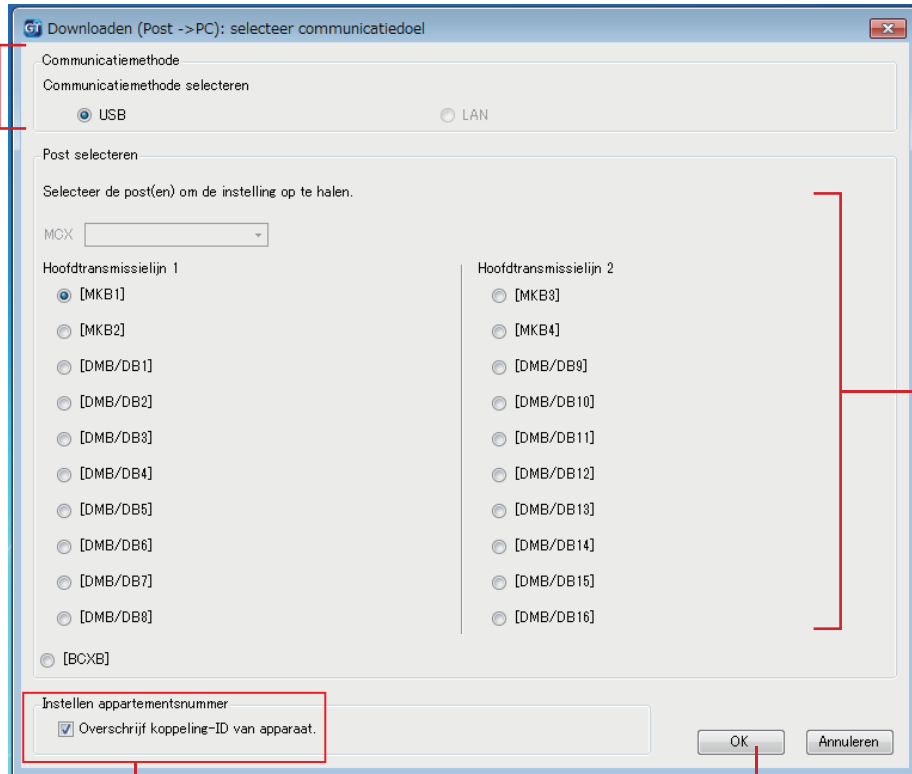 GT Downloaden (Post ->PC): selecteer communicatiedoel
Communicatiemethode
Communicatiemethode selecteren
USB
LAN
Post selecteren
Selecteer de post(en) om de instelling op te halen.
MCX
Hoofdtransmissielijn 1
[MKB1]
[MKB2]
[DMB/DB1]
[DMB/DB2]
[DMB/DB3]
[DMB/DB4]
[DMB/DB5]
[DMB/DB6]
[DMB/DB7]
[DMB/DB8]
Hoofdtransmissielijn 2
[MKB3]
[MKB4]
[DMB/DB9]
[DMB/DB10]
[DMB/DB11]
[DMB/DB12]
[DMB/DB13]
[DMB/DB14]
[DMB/DB15]
[DMB/DB16]
[BCXB]
Instellen appartementsnummer
Overschrijf koppeling-ID van apparaat.
OK
Annuleren